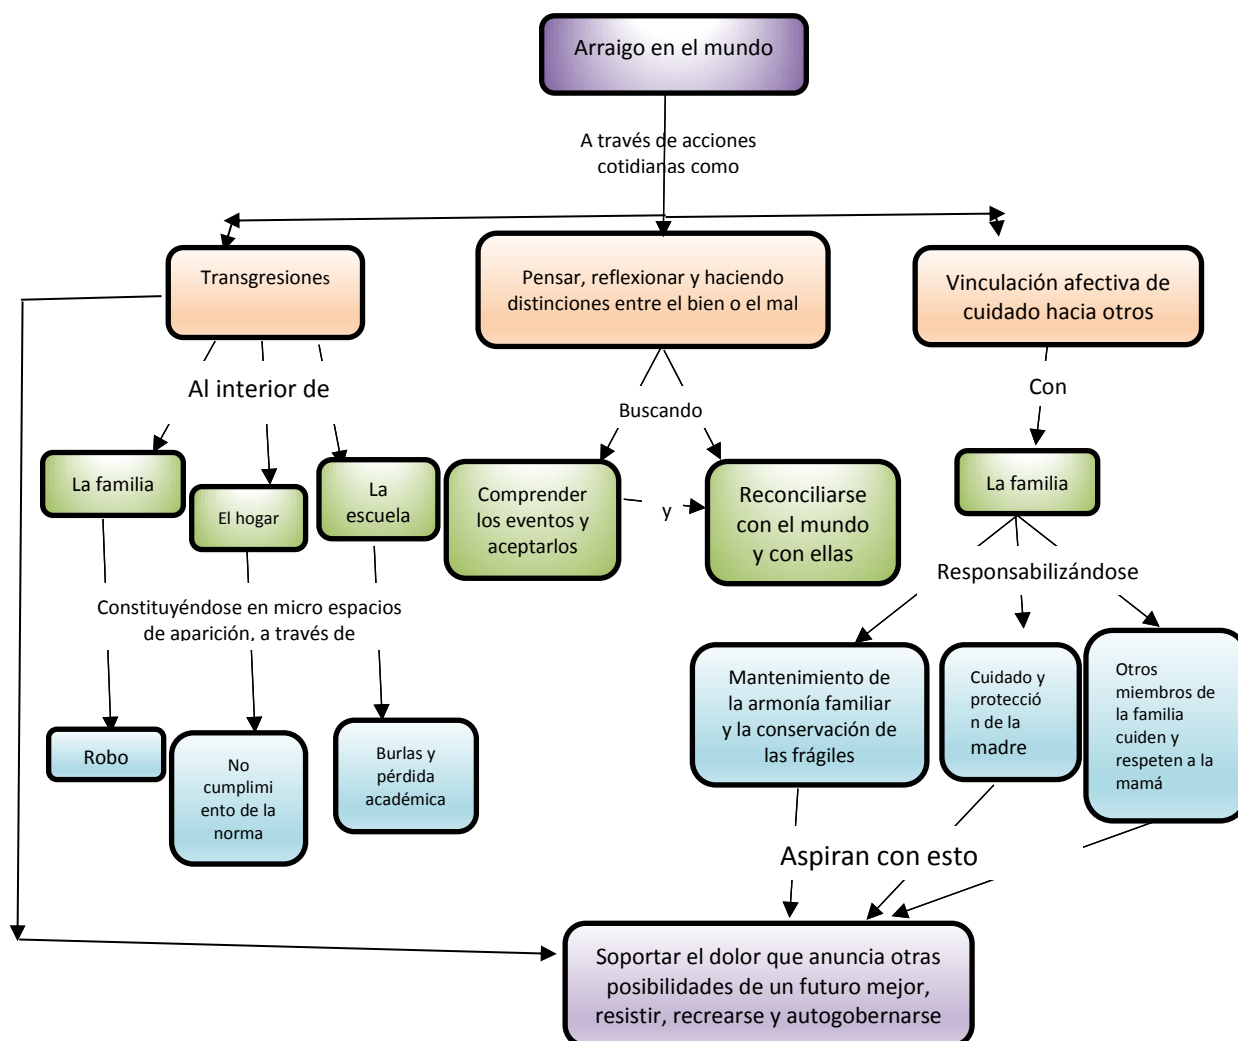 Arraigo en el mundo
A través de acciones
cotidianas como
Transgresiones
Pensar, reflexionar y haciendo
distinciones entre el bien o el mal
Vinculación afectiva de
cuidado hacia otros
Al interior de
Buscando
Con
La familia
El hogar
La
escuela
Comprender
los eventos y
aceptarlos
y
Reconciliarse
con el mundo
y con ellas
La familia
Responsabilizándose
Constituyéndose en micro espacios
de aparición, a través de
Robo
No
cumplimi
ento de la
norma
Burlas y
pérdida
académica
Mantenimiento de
la armonía familiar
y la conservación de
las frágiles
Cuidado y
protecció
n de la
madre
Otros
miembros de
la familia
cuiden y
respeten a la
mamá
Aspiran con esto
Soportar el dolor que anuncia otras
posibilidades de un futuro mejor,
resistir, recrearse y autogobernarse